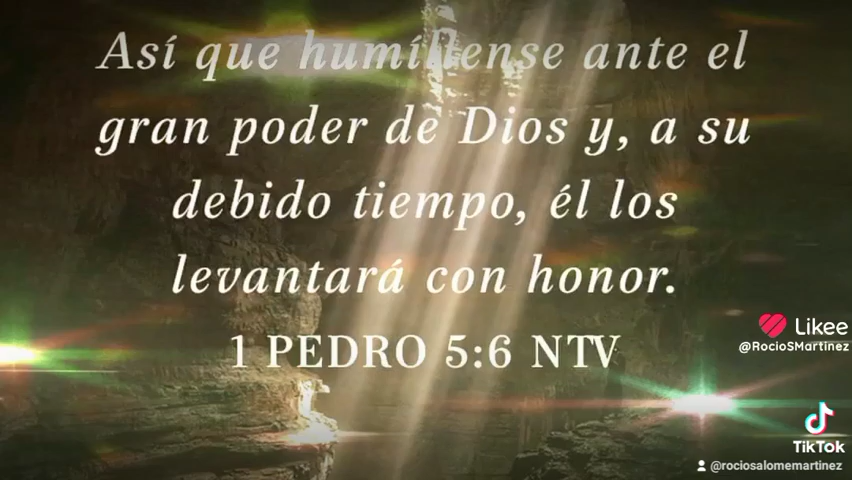 Así que humíllense ante el
gran poder de Dios y, a su
debido tiempo, él los
levantará con honor.
1 PEDRO 5:6 NTV
Likee
@RocioSMartinez
TikTok
@rociosalomemartinez